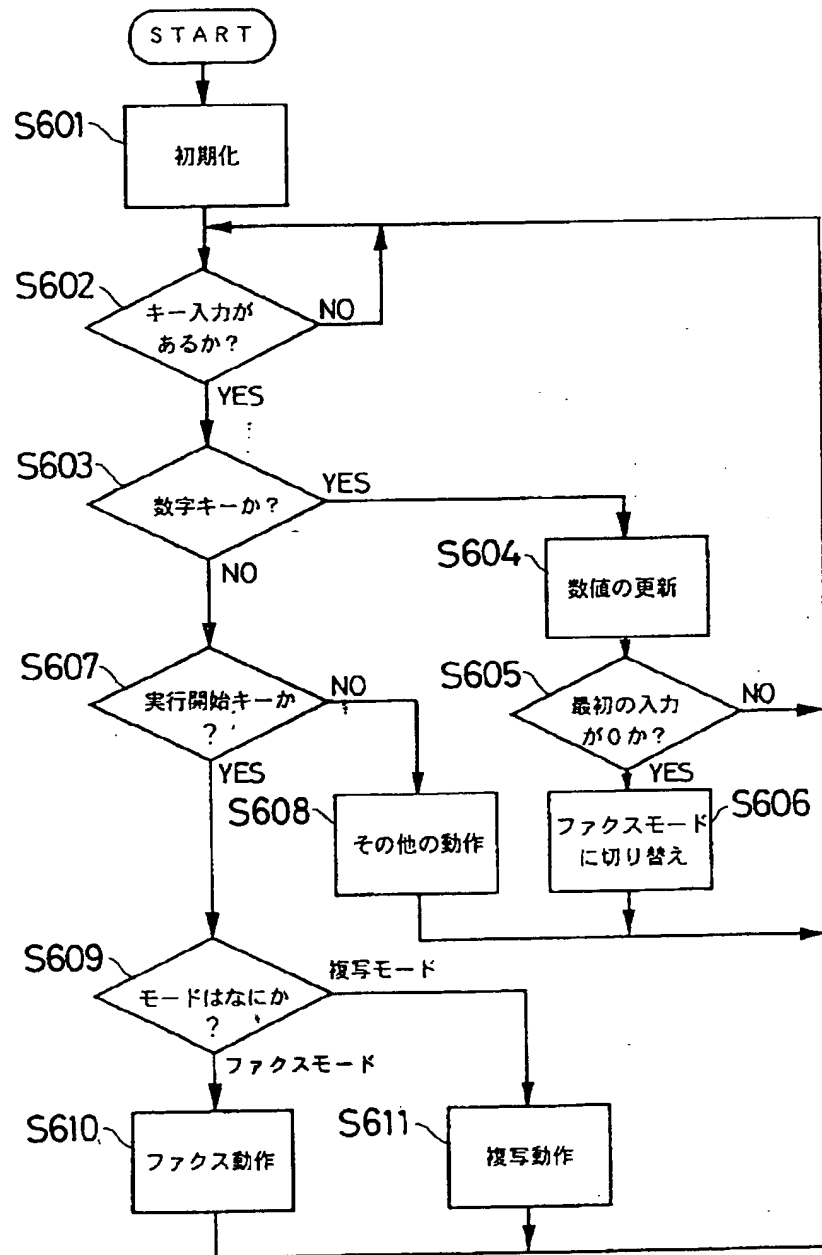 START
S601
初期化
S602
キー入力が
あるか？
NO
YES
S603
数字キーか？
YES
NO
S604
数値の更新
S605
最初の入力
が0か？
NO
YES
S606
ファクスモード
に切り替え
S607
実行開始キーか
？
NO
YES
S608
その他の動作
S609
モードはなにか
？
複写モード
ファクスモード
S610
ファクス動作
S611
複写動作